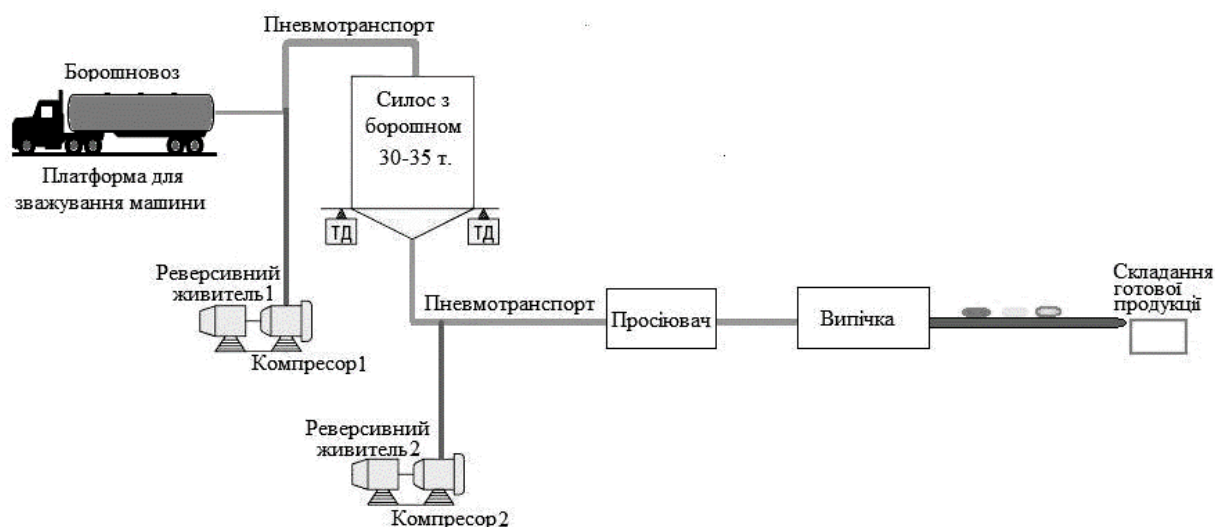 Пневмотранспорт
Борошновоз
Платформа для
зважування машини
Силос з
борошном
30-35 т.
ТД
ТД
Реверсивний
живитель1
Компресор1
Пневмотранспорт
Просіювач
Випічка
Складання
готової
продукції
Реверсивний
живитель2
Компресор2